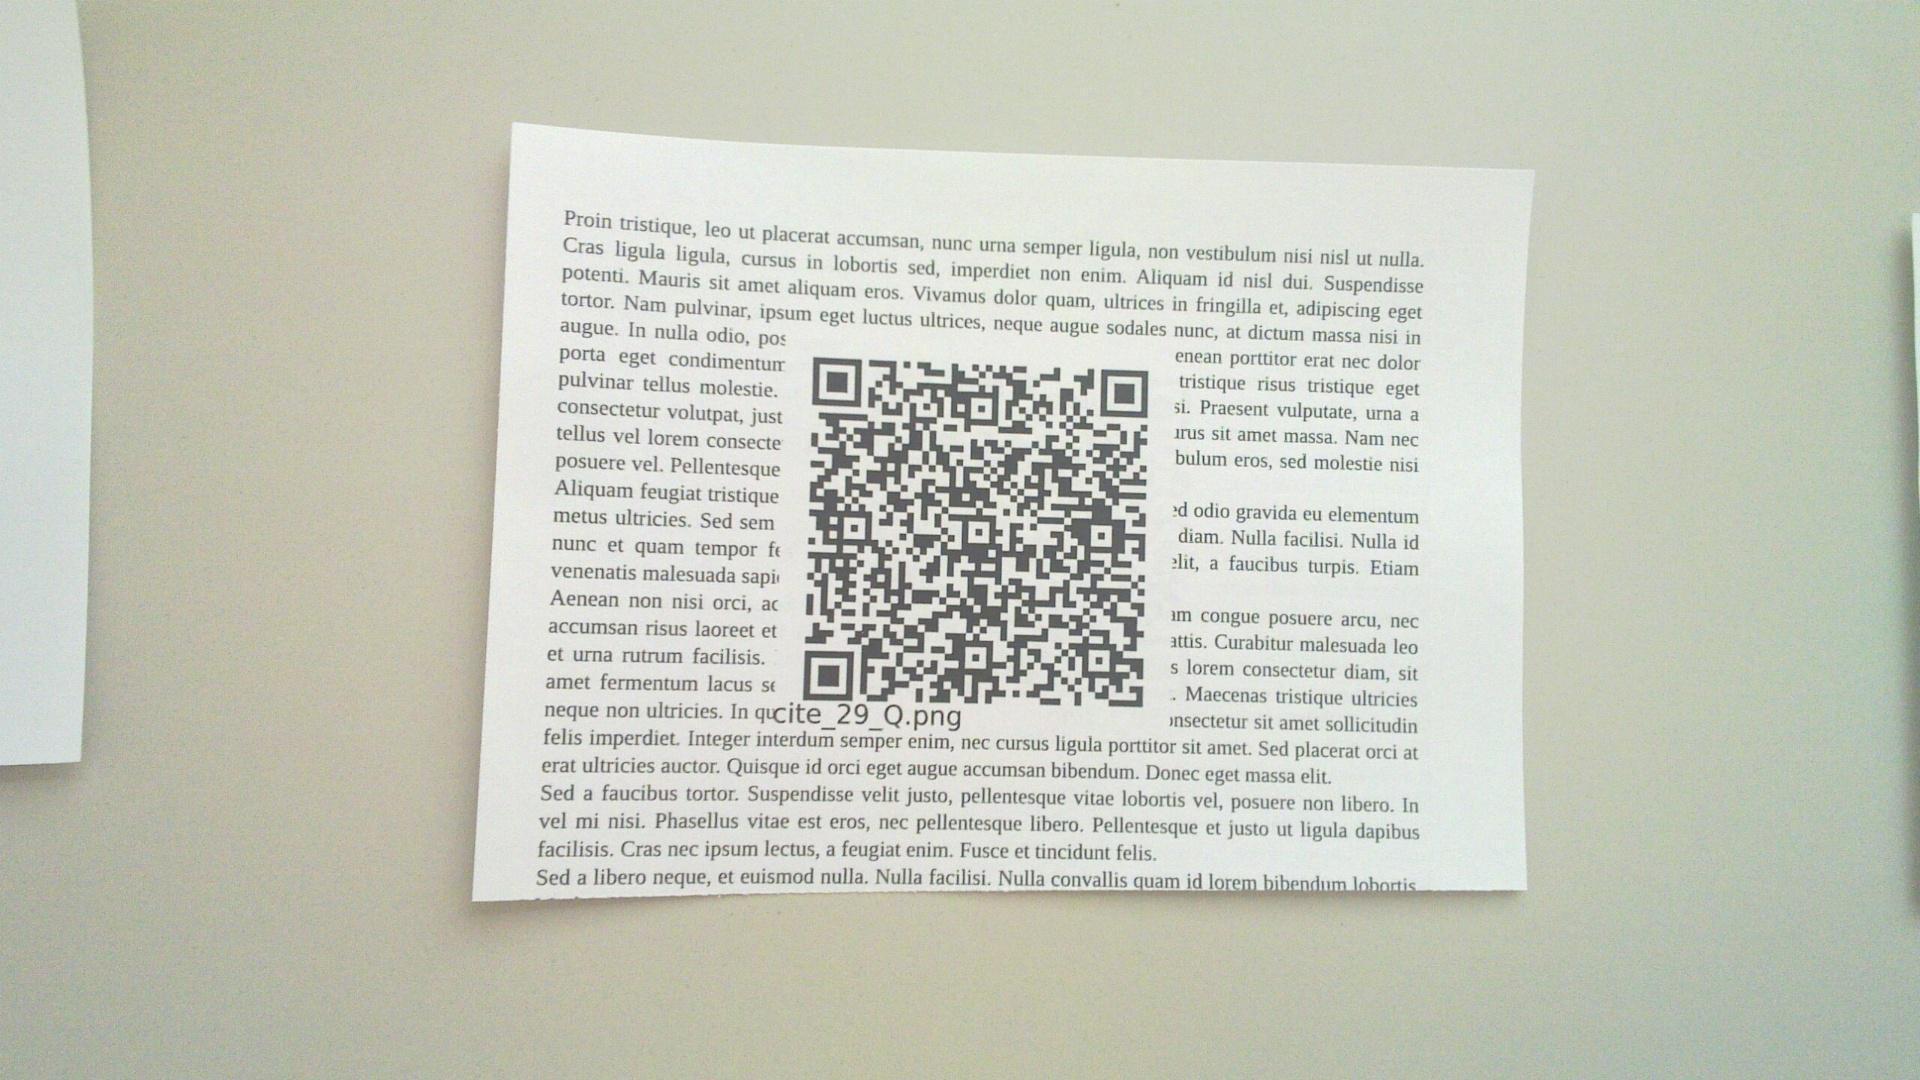 Proin tristique, leo ut placerat accumsan, nunc urna semper ligula, non vestibulum nisi nisl ut nulla.
Cras ligula ligula, cursus in lobortis sed, imperdiet non enim. Aliquam id nisl dui. Suspendisse
potenti. Mauris sit amet aliquam eros. Vivamus dolor quam, ultrices in fringilla et, adipiscing eget
tortor. Nam pulvinar, ipsum eget luctus ultrices, neque augue sodales nunc, at dictum massa nisi in
augue. In nulla odio,
porta eget condimentum enean porttitor erat nec dolor
pulvinar tellus molestie. tristique risus tristique eget
consectetur volutpat, just si. Praesent vulputate, urna a
tellus vel lorem consecte urus sit amet massa. Nam nec
posuere vel. Pellentesque bulum eros, sed molestie nisi
Aliquam feugiat tristique
metus ultricies. Sed sem ed odio gravida eu elementum
nunc et quam tempor diam. Nulla facilisi. Nulla id
venenatis malesuada elit, a faucibus turpis. Etiam
Aenean non nisi orci, ac
accumsan risus laoreet et am congue posuere arcu, nec
et urna rutrum facilisis. attis. Curabitur malesuada leo
amet fermentum lacus s lorem consectetur diam, sit
neque non ultricies. In . Maecenas tristique ultricies
onsectetur sit amet sollicitudin
cite_29_Q.png
felis imperdiet. Integer interdum semper enim, nec cursus ligula porttitor sit amet. Sed placerat orci at
erat ultricies auctor. Quisque id orci eget augue accumsan bibendum. Donec eget massa elit.
Sed a faucibus tortor. Suspendisse velit justo, pellentesque vitae lobortis vel, posuere non libero. In
vel mi nisi. Phasellus vitae est eros, nec pellentesque libero. Pellentesque et justo ut ligula dapibus
facilisis. Cras nec ipsum lectus, a feugiat enim. Fusce et tincidunt felis.
Sed a libero neque, et euismod nulla. Nulla facilisi. Nulla convallis quam id lorem bibendum lobortis